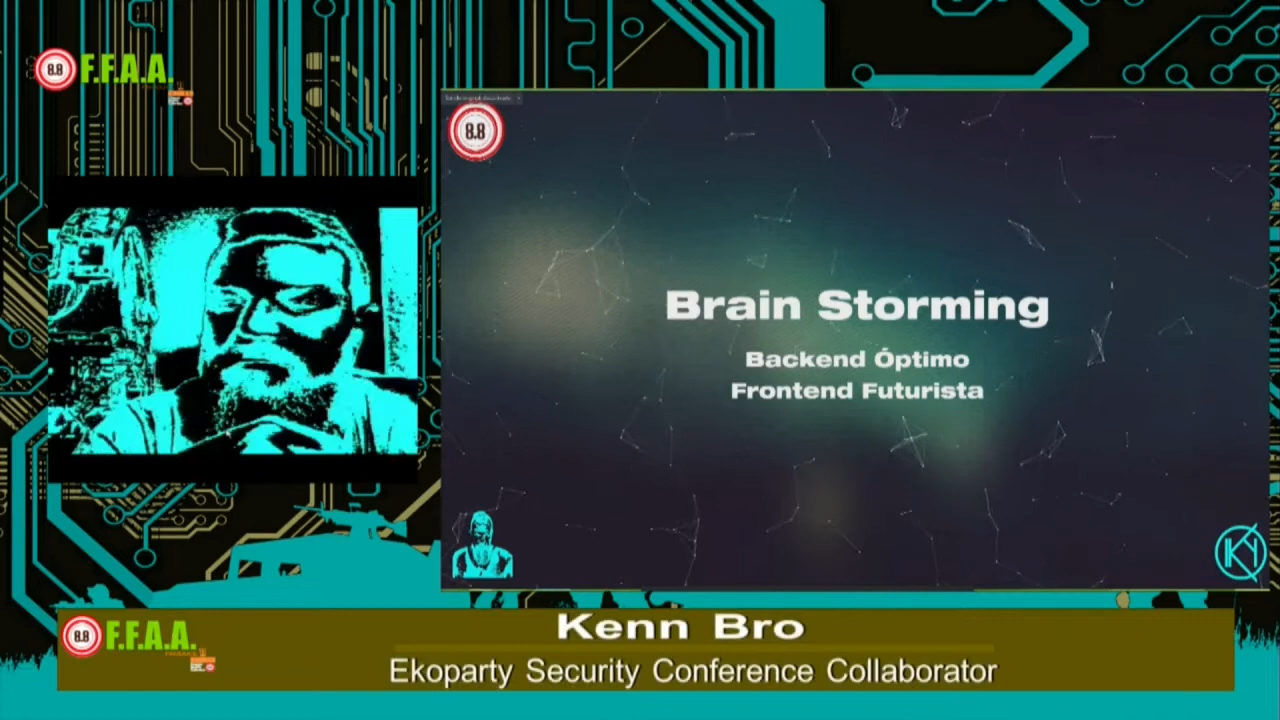 8.8 F.F.A.A.
8.8
Brain Storming
Backend Óptimo
Frontend Futurista
8.8 F.F.A.A.
Kenn Bro
Ekoparty Security Conference Collaborator